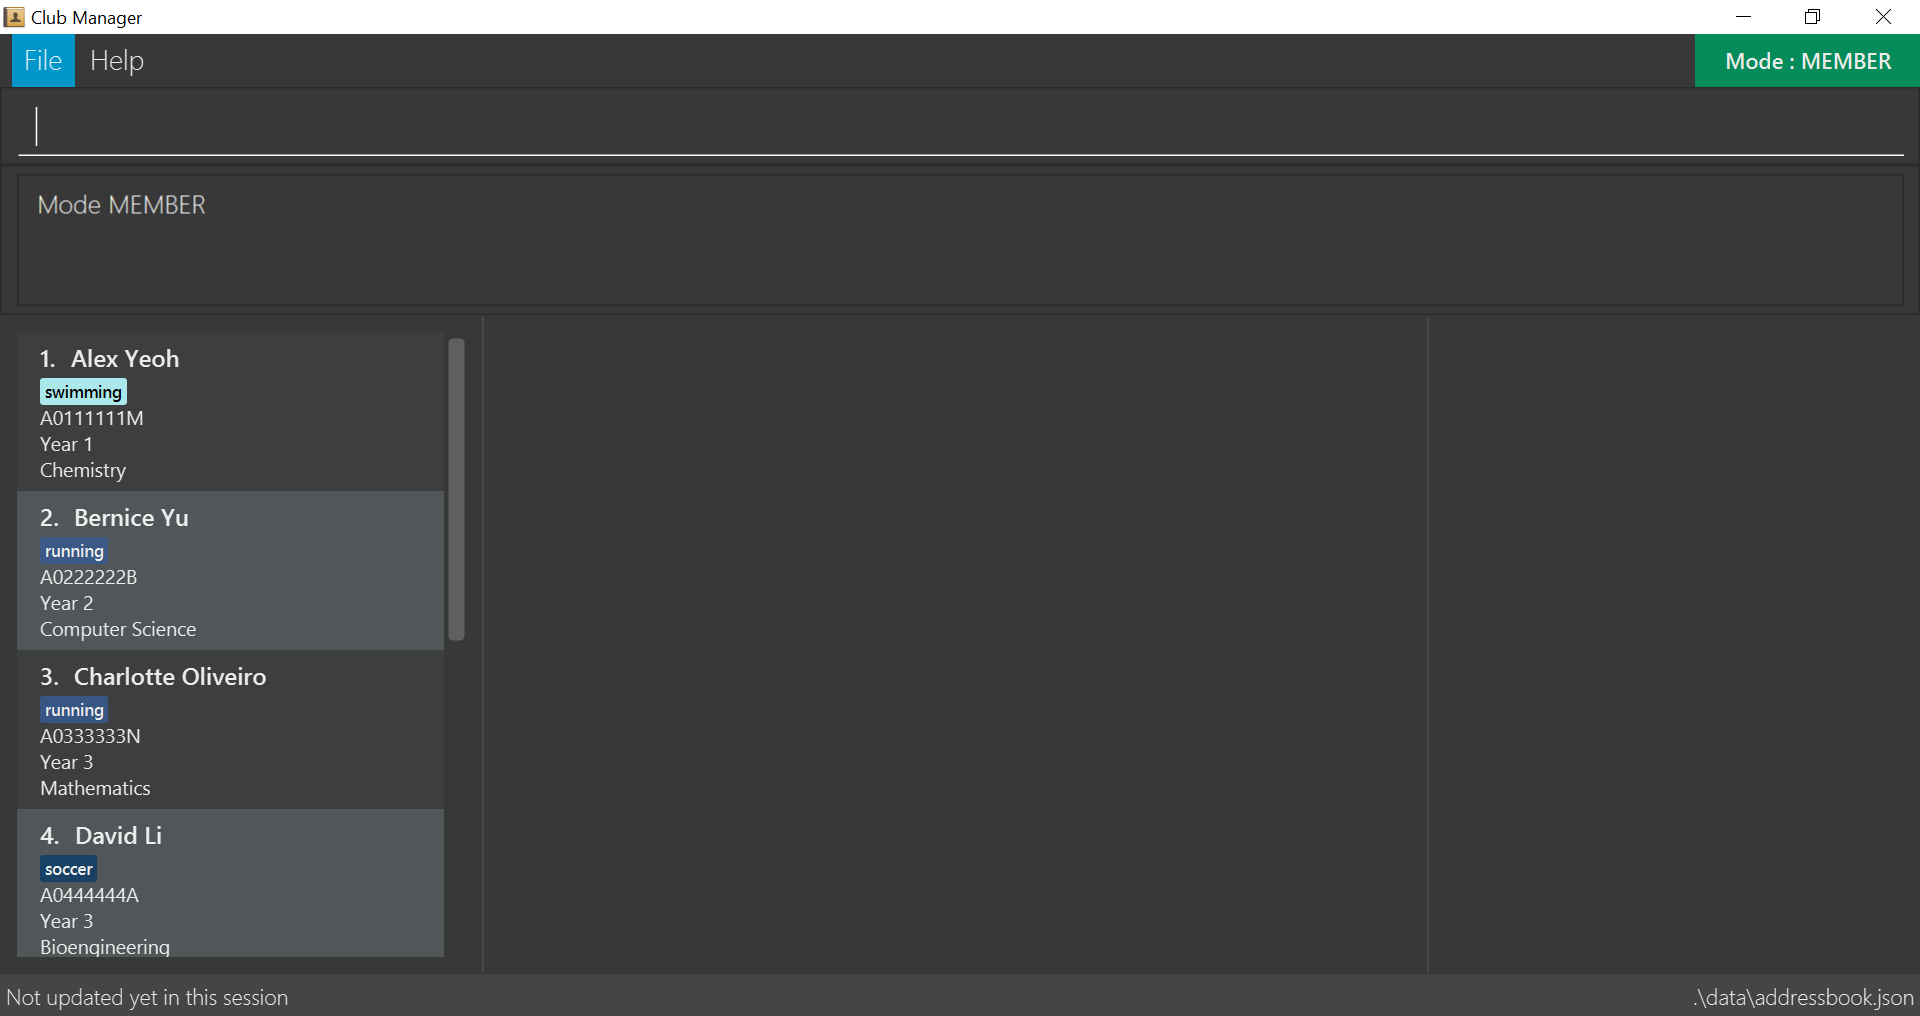 Club Manager
File Help Mode : MEMBER
Mode MEMBER
1. Alex Yeoh
swimming
A0111111M
Year 1
Chemistry
2. Bernice Yu
running
A0222222B
Year 2
Computer Science
3. Charlotte Oliveiro
running
A0333333N
Year 3
Mathematics
4. David Li
soccer
A0444444A
Year 3
Bioengineering
Not updated yet in this session .\data\addressbook.json